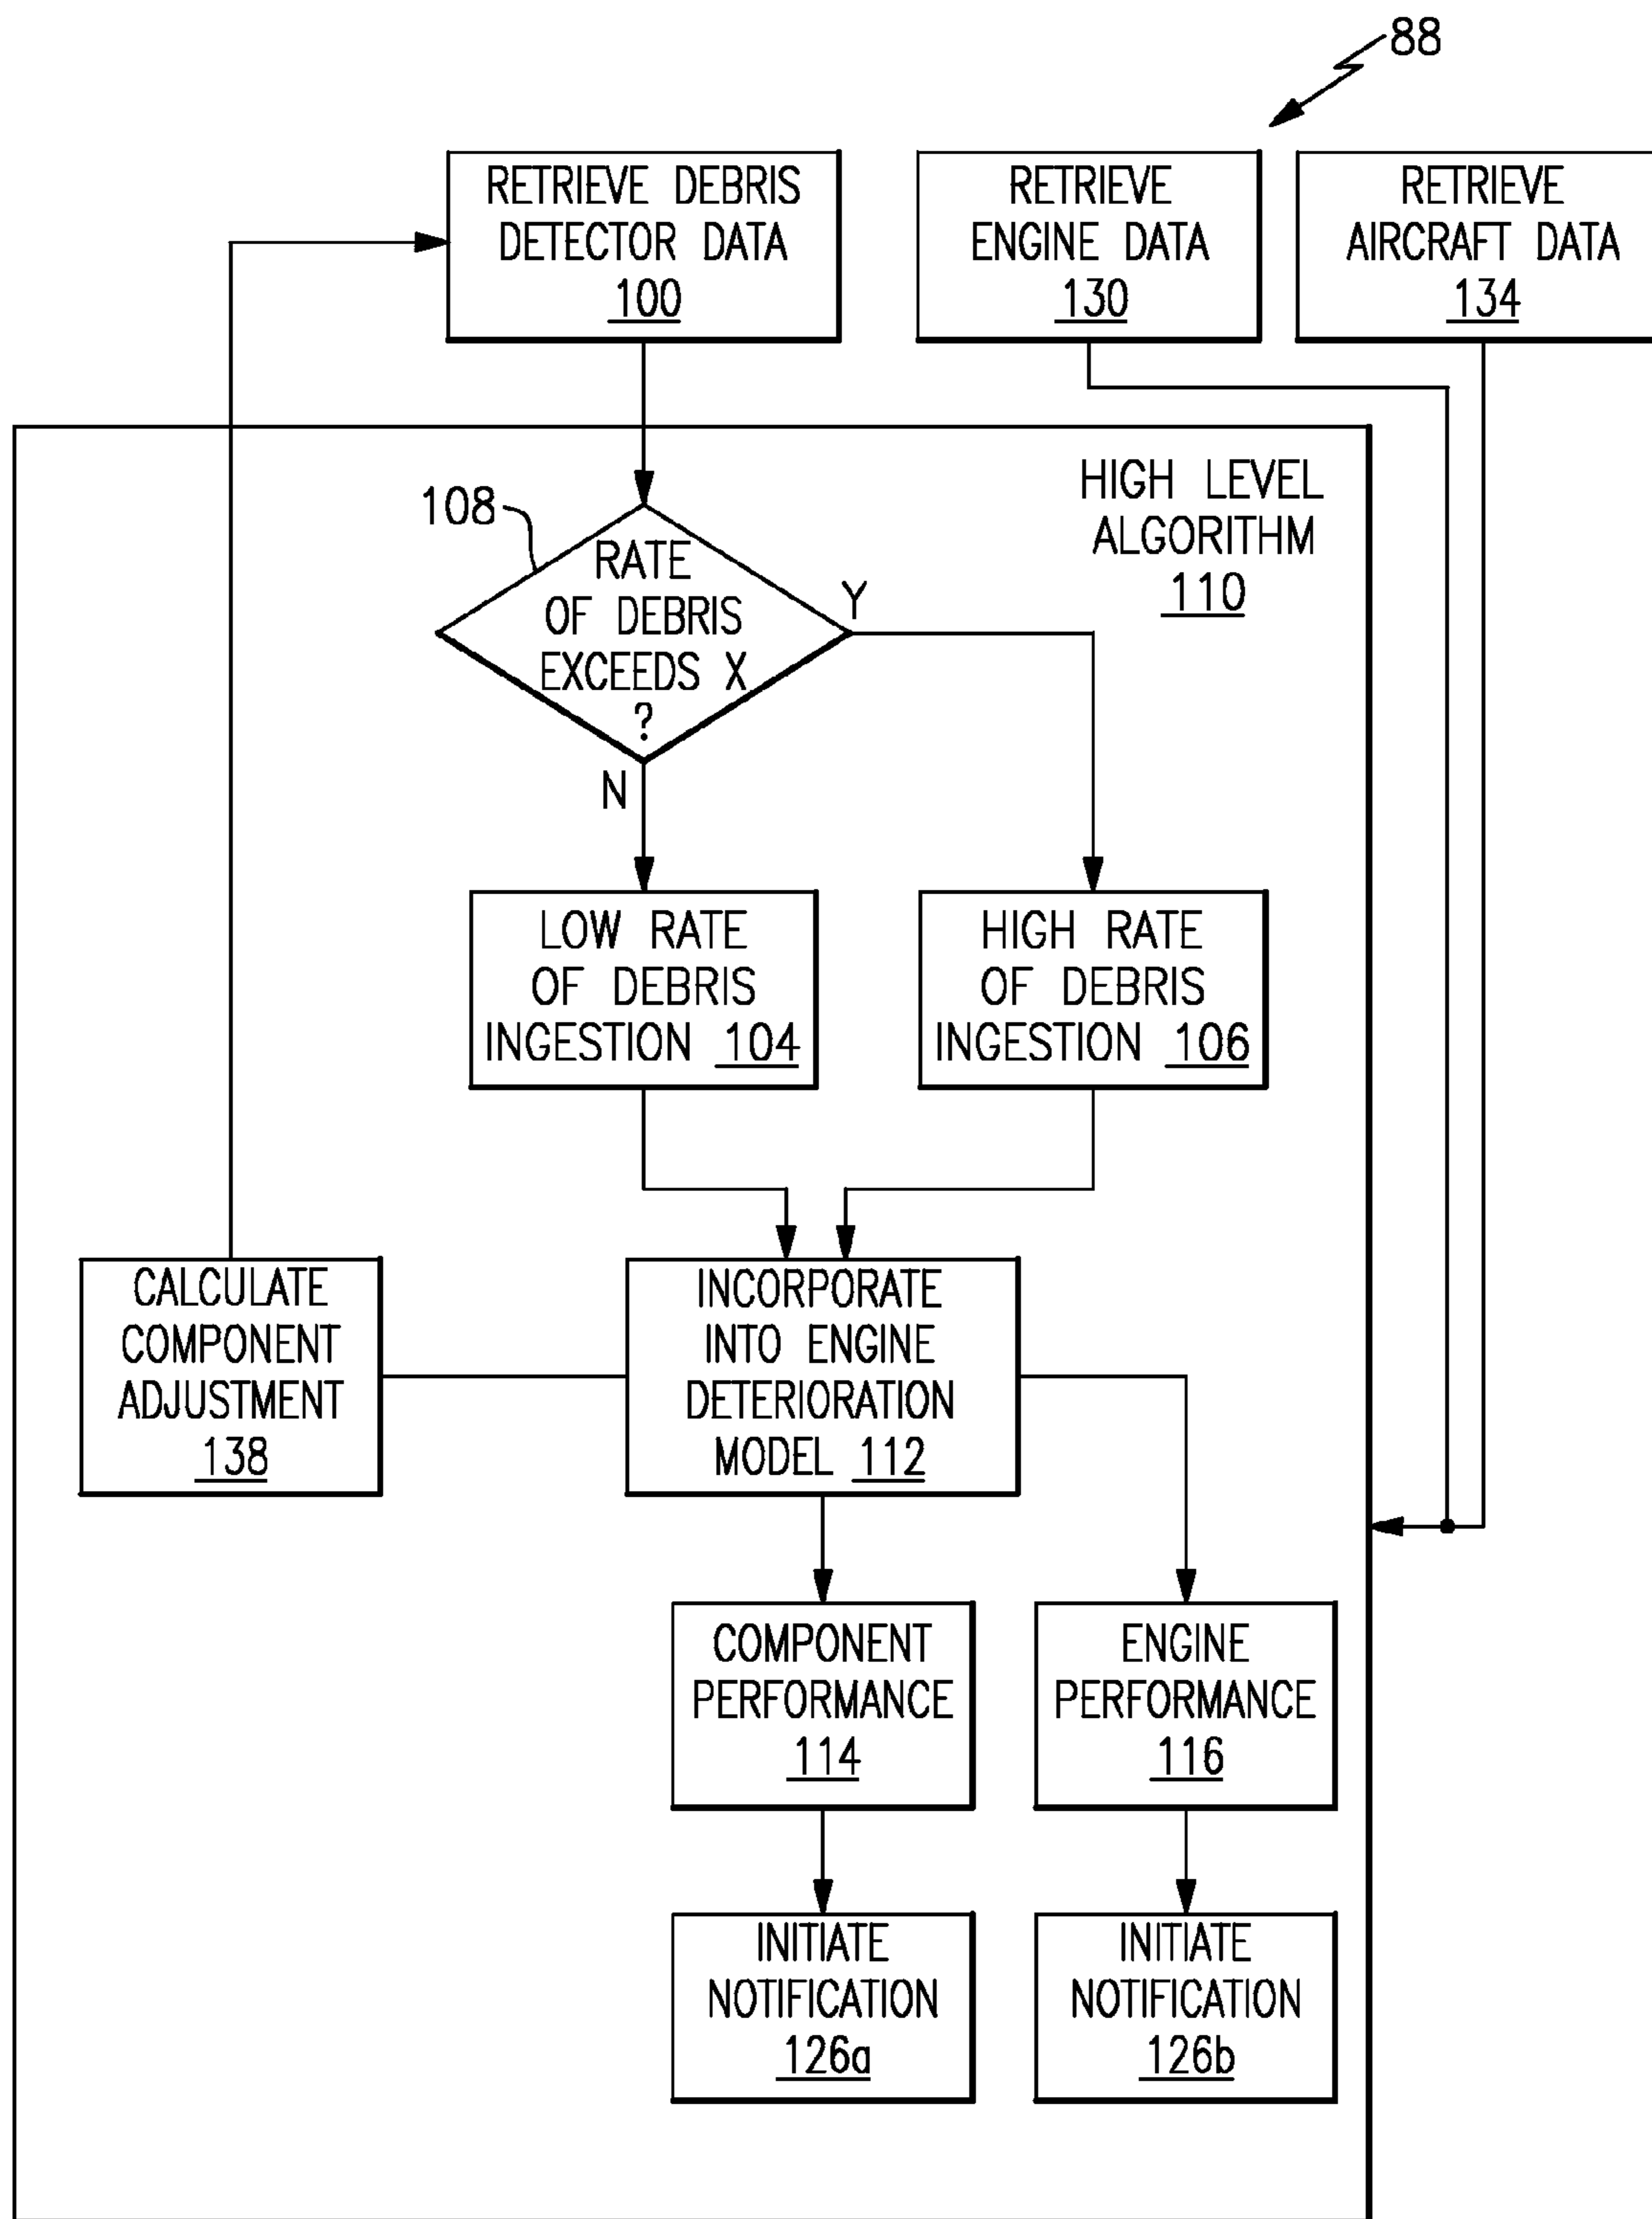 88
RETRIEVE DEBRIS
DETECTOR DATA
100
RETRIEVE
ENGINE DATA
130
RETRIEVE
AIRCRAFT DATA
134
HIGH LEVEL
ALGORITHM
110
108
RATE
OF DEBRIS
EXCEEDS X
?
Y
N
LOW RATE
OF DEBRIS
INGESTION 104
HIGH RATE
OF DEBRIS
INGESTION 106
CALCULATE
COMPONENT
ADJUSTMENT
138
INCORPORATE
INTO ENGINE
DETERIORATION
MODEL 112
COMPONENT
PERFORMANCE
114
ENGINE
PERFORMANCE
116
INITIATE
NOTIFICATION
126a
INITIATE
NOTIFICATION
126b